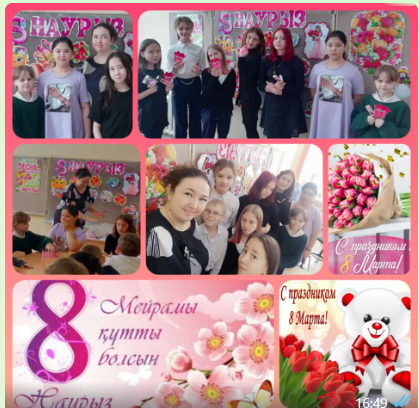 8 НАУРЫЗ
8 НАУРЫЗ
8 НАУРЫЗ
С праздником
8 Марта!
8
Мейрамы
құтты
болсын
Наурыз
С праздником
8 Марта!
16:49